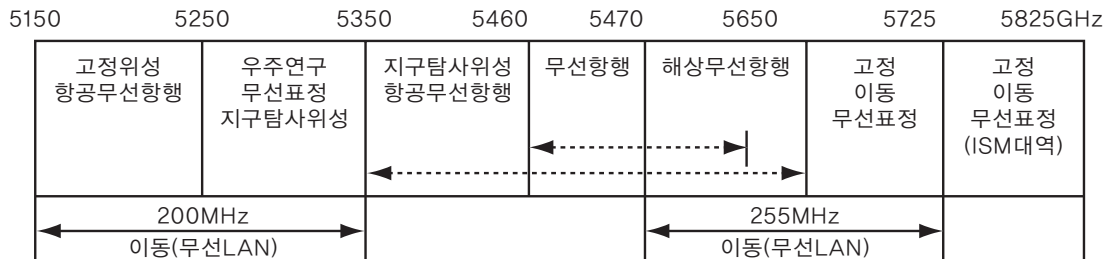 5150 5250 5350 5460 5470 5650 5725 5825GHz
고정위성
항공무선항행
우주연구
무선표정
지구탐사위성
지구탐사위성
항공무선항행
무선항행
해상무선항행
고정
이동
무선표정
고정
이동
무선표정
(ISM대역)
200MHz
이동(무선LAN)
255MHz
이동(무선LAN)